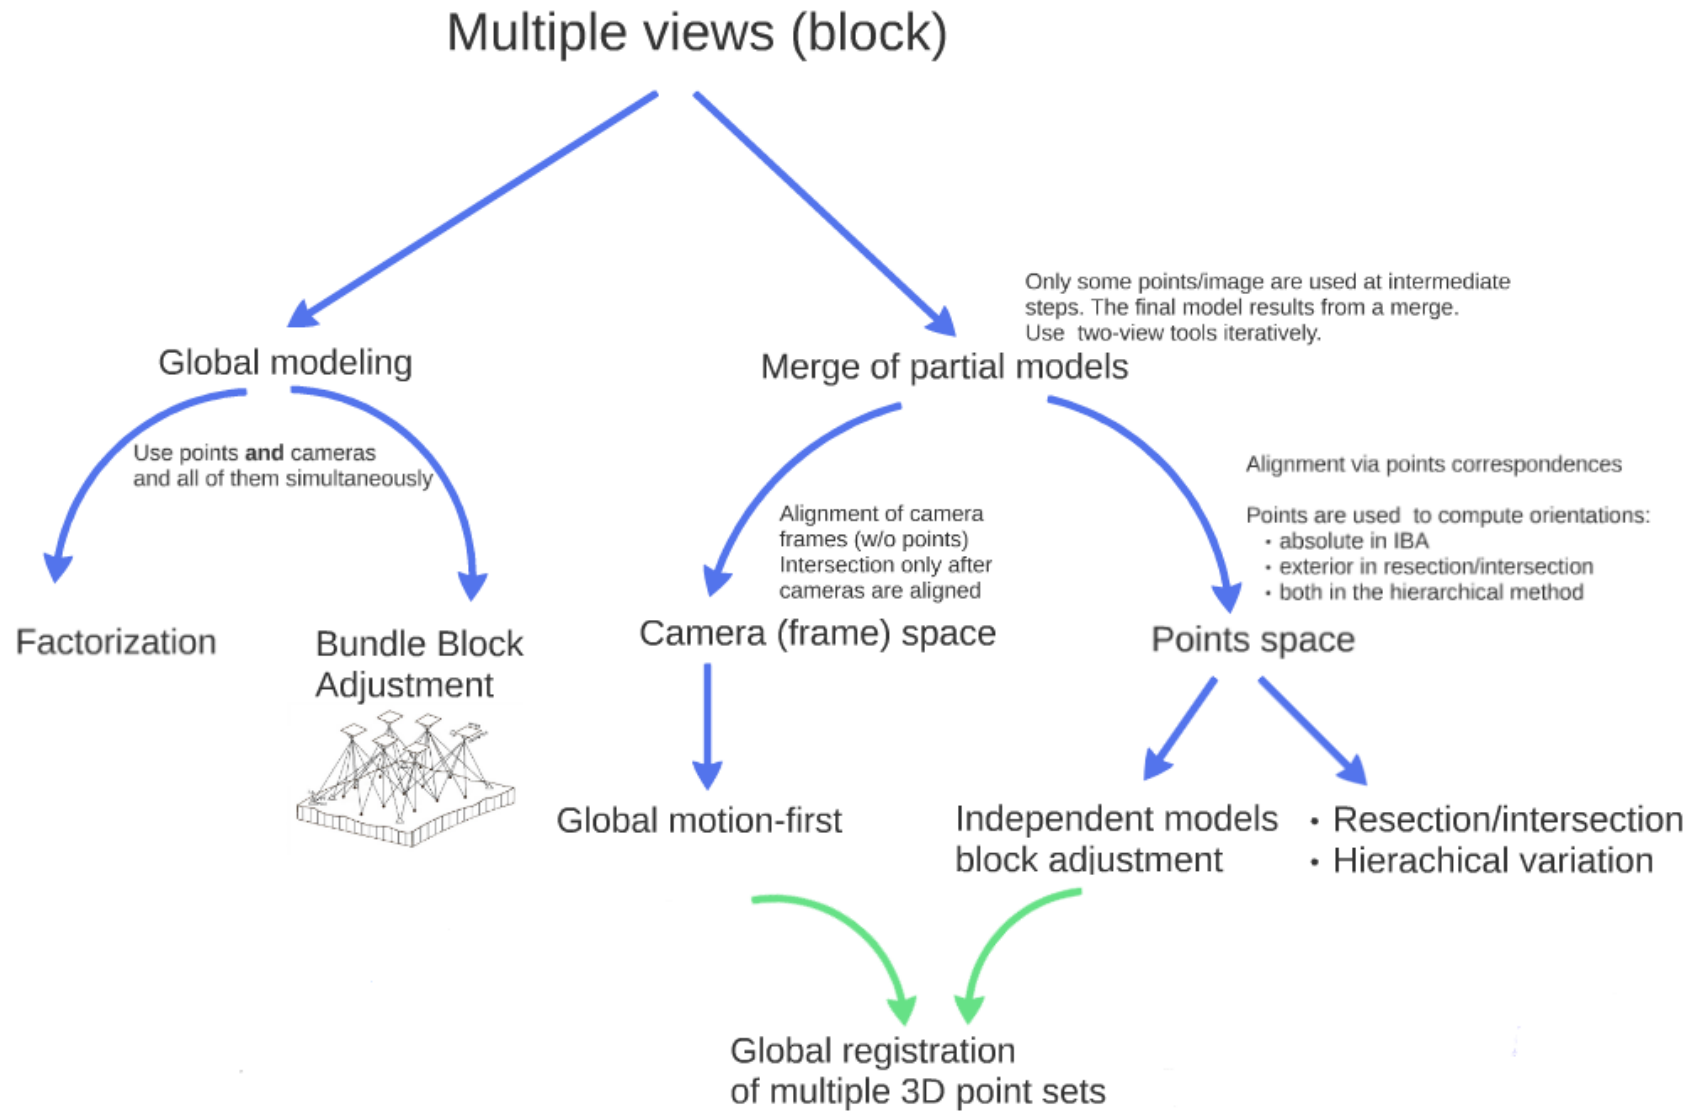 Multiple views (block)
Only some points/image are used at intermediate
steps. The final model results from a merge.
Use two-view tools iteratively.
Global modeling
Merge of partial models
Use points and cameras
and all of them simultaneously
Alignment of camera
frames (w/o points)
Intersection only after
cameras are aligned
Alignment via points correspondences
Points are used to compute orientations:
• absolute in IBA
• exterior in resection/intersection
• both in the hierarchical method
Factorization
Bundle Block
Adjustment
Camera (frame) space
Points space
Global motion-first
Independent models
block adjustment
• Resection/intersection
• Hierachical variation
Global registration
of multiple 3D point sets